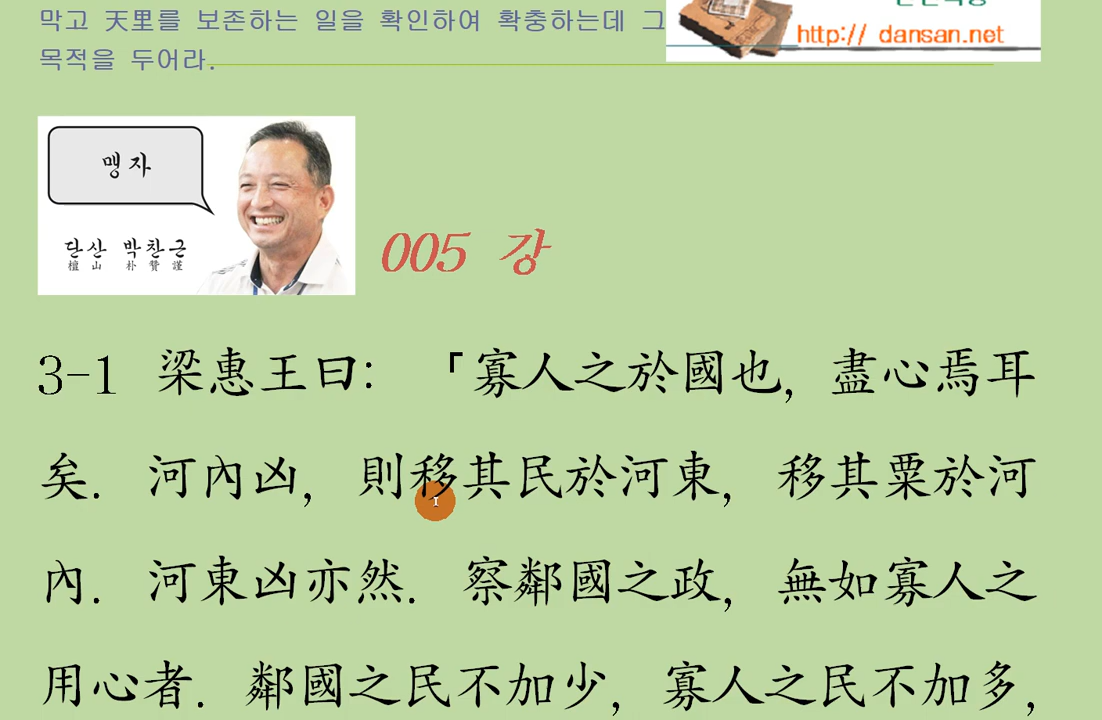 막고 天里를 보존하는 일을 확인하여 확충하는데 그
목적을 두어라.
http:// dansan.net
맹자
단산 박찬근
檀山 朴贊謹
005 강
3-1 梁惠王曰: 「寡人之於國也, 盡心焉耳
矣. 河內凶, 則移其民於河東, 移其粟於河
內. 河東凶亦然. 察鄰國之政, 無如寡人之
用心者. 鄰國之民不加少, 寡人之民不加多,